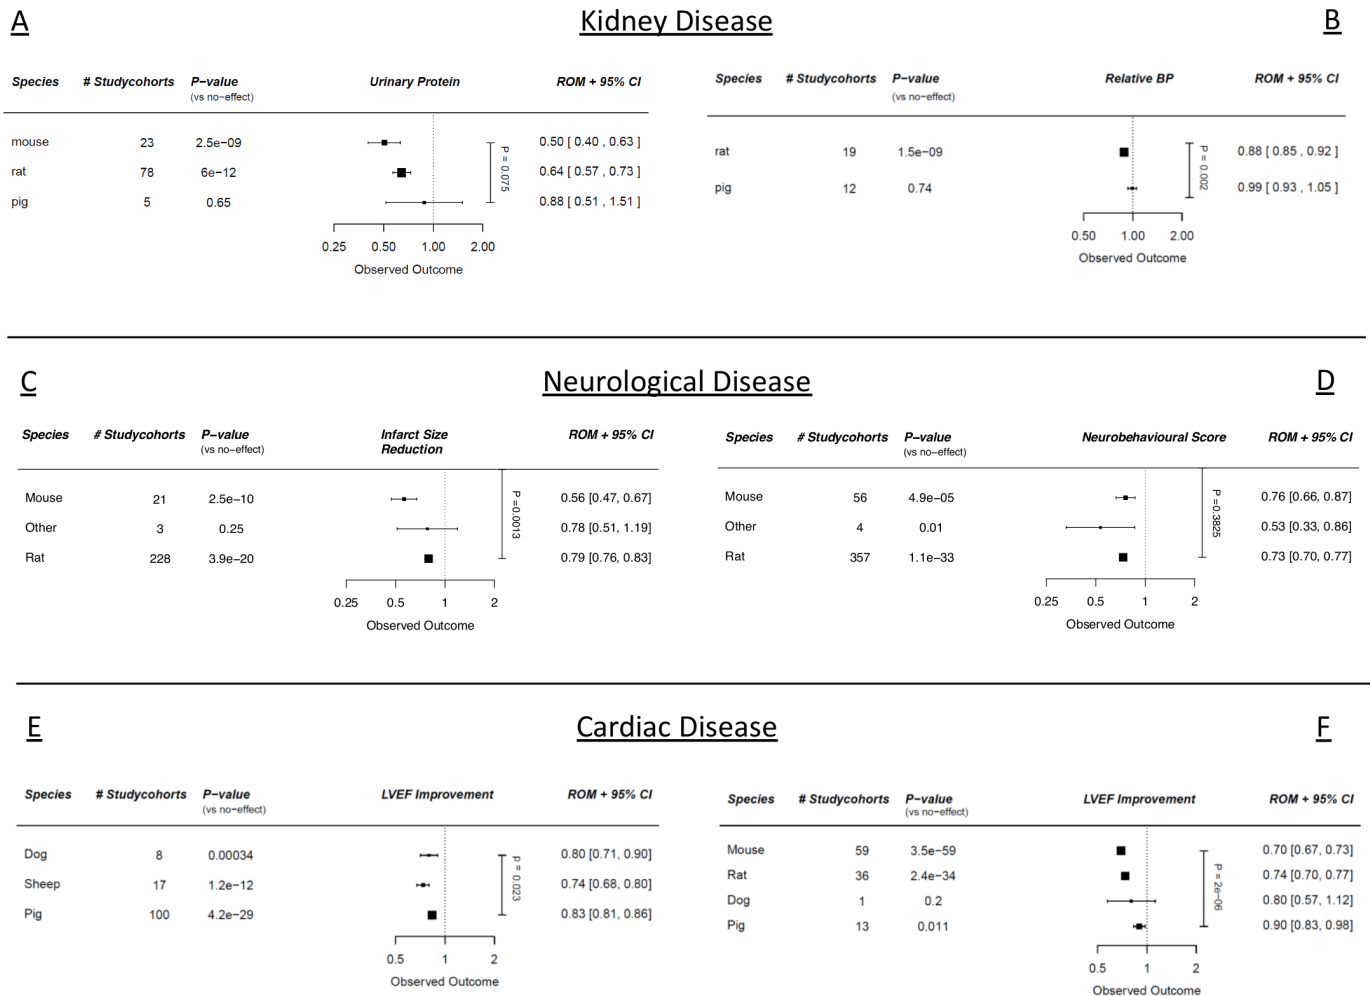 A
Kidney Disease
B
Species # Studycohorts P−value Urinary Protein ROM + 95% CI
(vs no−effect)
mouse 23 2.5e−09 0.50 [ 0.40 , 0.63 ]
rat 78 6e−12 0.64 [ 0.57 , 0.73 ]
pig 5 0.65 0.88 [ 0.51 , 1.51 ]
P = 0.075
0.25 0.50 1.00 2.00
Observed Outcome
Species # Studycohorts P−value Relative BP ROM + 95% CI
(vs no−effect)
rat 19 1.5e−09 0.88 [ 0.85 , 0.92 ]
pig 12 0.74 0.99 [ 0.93 , 1.05 ]
P = 0.002
0.50 1.00 2.00
Observed Outcome
C
Neurological Disease
D
Species # Studycohorts P−value Infarct Size ROM + 95% CI
(vs no−effect) Reduction
Mouse 21 2.5e−10 0.56 [0.47, 0.67]
Other 3 0.25 0.78 [0.51, 1.19]
Rat 228 3.9e−20 0.79 [0.76, 0.83]
P =0.0013
0.25 0.5 1 2
Observed Outcome
Species # Studycohorts P−value Neurobehavioural Score ROM + 95% CI
(vs no−effect)
Mouse 56 4.9e−05 0.76 [0.66, 0.87]
Other 4 0.01 0.53 [0.33, 0.86]
Rat 357 1.1e−33 0.73 [0.70, 0.77]
P =0.3825
0.25 0.5 1 2
Observed Outcome
E
Cardiac Disease
F
Species # Studycohorts P−value LVEF Improvement ROM + 95% CI
(vs no−effect)
Dog 8 0.00034 0.80 [0.71, 0.90]
Sheep 17 1.2e−12 0.74 [0.68, 0.80]
Pig 100 4.2e−29 0.83 [0.81, 0.86]
p = 0.023
0.5 1 2
Observed Outcome
Species # Studycohorts P−value LVEF Improvement ROM + 95% CI
(vs no−effect)
Mouse 59 3.5e−59 0.70 [0.67, 0.73]
Rat 36 2.4e−34 0.74 [0.70, 0.77]
Dog 1 0.2 0.80 [0.57, 1.12]
Pig 13 0.011 0.90 [0.83, 0.98]
P = 2e−06
0.5 1 2
Observed Outcome